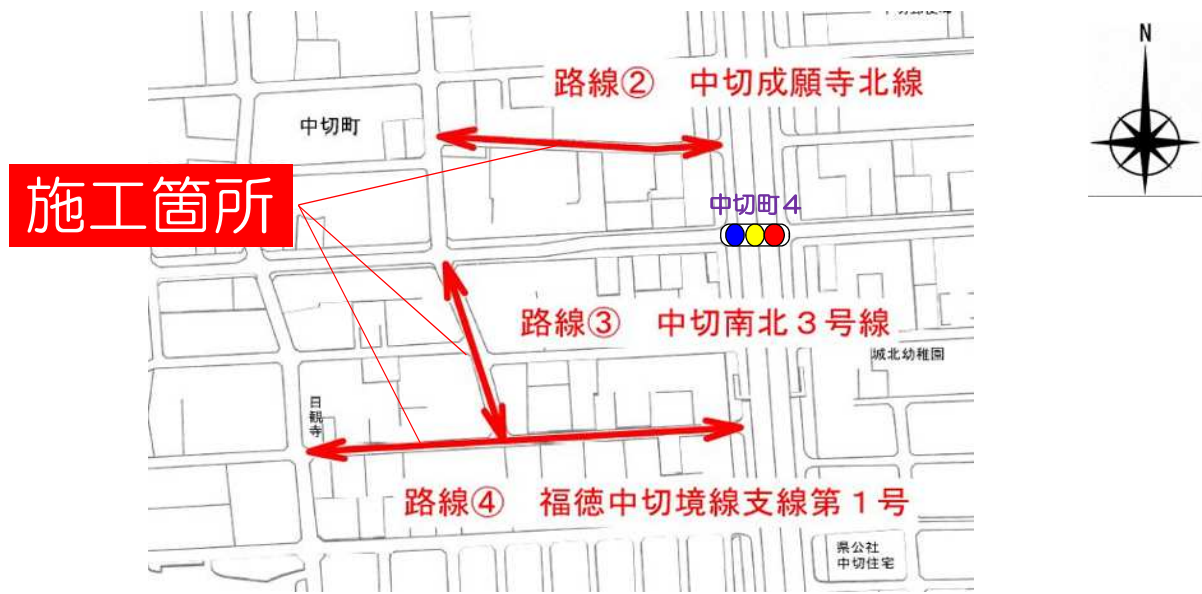 N
路線② 中切成願寺北線
中切町
施工箇所
中切町4
路線③ 中切南北3号線
城北幼稚園
日観寺
路線④ 福徳中切境線支線第1号
県公社
中切住宅